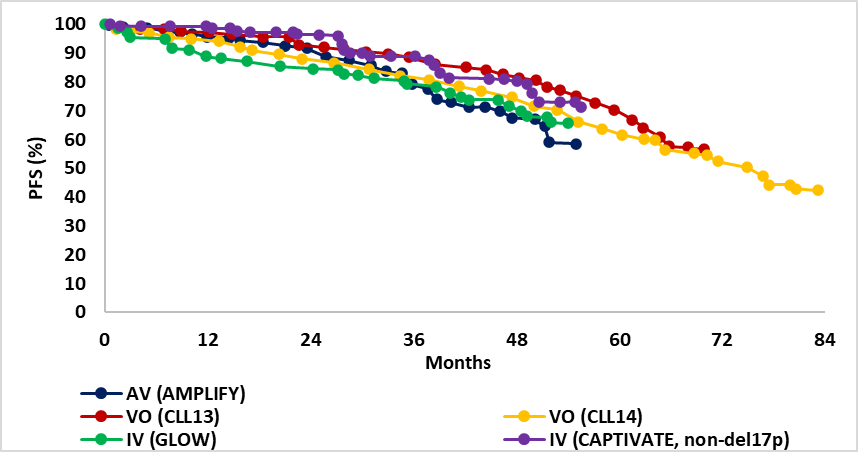 100
90
80
70
60
50
40
30
20
10
0
PFS (%)
0 12 24 36 48 60 72 84
Months
AV (AMPLIFY)
VO (CLL13) VO (CLL14)
IV (GLOW) IV (CAPTIVATE, non-del17p)